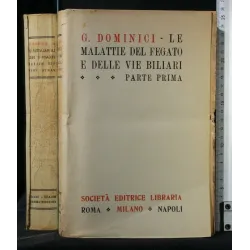 G. DOMINICI - LE
MALATTIE DEL FEGATO
E DELLE VIE BILIARI
PARTE PRIMA
SOCIETÀ EDITRICE LIBRARIA
ROMA MILANO NAPOLI